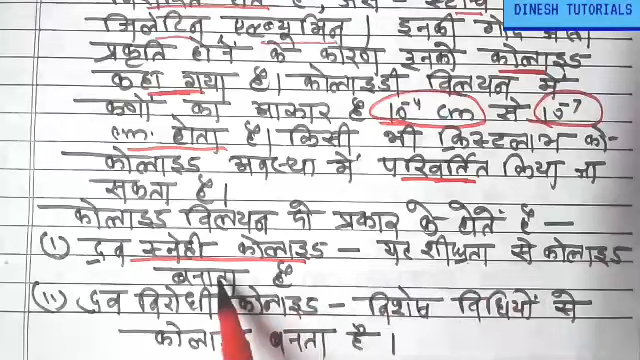 DINESH TUTORIALS
जिलेटिन एल्ब्यूमिन। इनकी गोंद
प्रकृति होने के कारण इनको कोलाइड
कहा गया है। कोलाइडी विलयन में
कणों का आकार है 10⁻⁴ cm से 10⁻⁷
cm. होता है। किसी भी क्रिस्टलाभ को
कोलाइड अवस्था में परिवर्तित किया जा
सकता है।
कोलाइड विलयन दो प्रकार के होतें है –
(i) द्रव स्नेही कोलाइड – यह शीघ्रता से कोलाइड
बनाता है
(ii) द्रव विरोधी कोलाइड – विशेष विधियों से
बनता है।